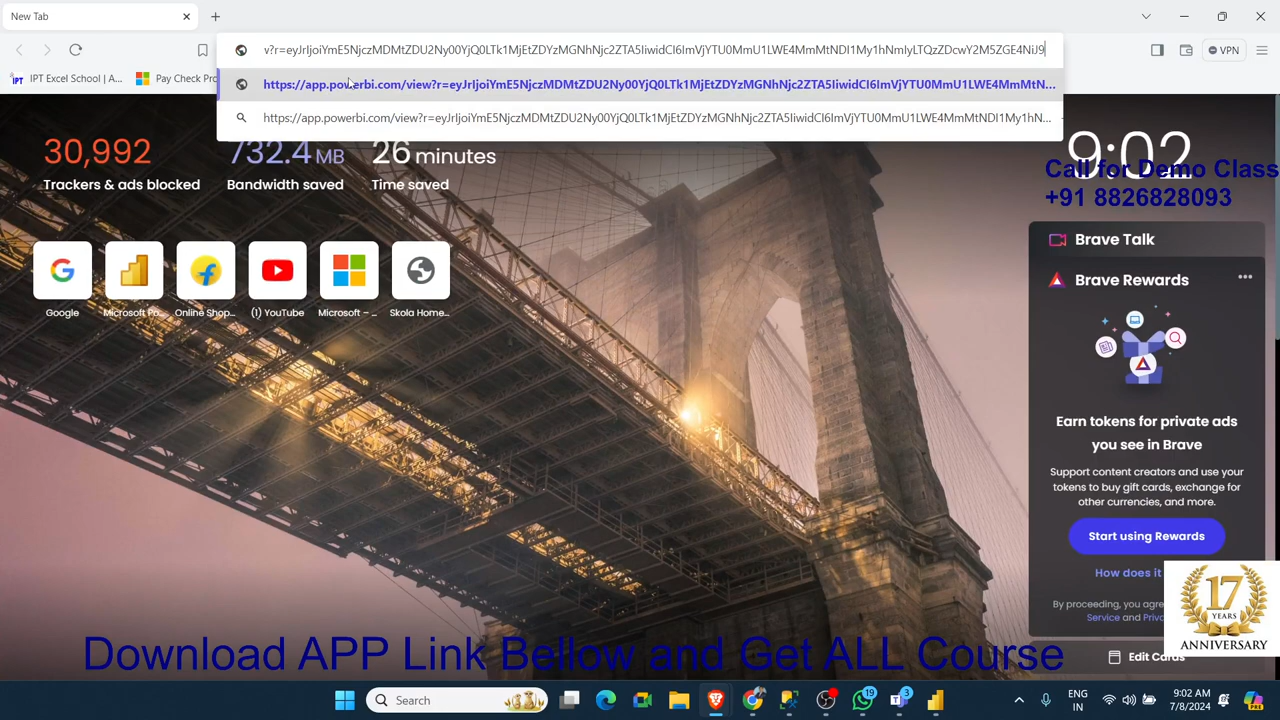 New Tab
v?r=eyJrIjoiYmE5NjczMDMtZDU2Ny00YjQ0LTk1MjEtZDYzMGNhNjc2ZTA5IiwidCI6ImVjYTU0MmU1LWE4MmMtNDI1My1hNmIyLTQzZDcwY2M5ZGE4NiJ9
VPN
IPT Excel School | A...
Pay Check Pro
https://app.powerbi.com/view?r=eyJrIjoiYmE5NjczMDMtZDU2Ny00YjQ0LTk1MjEtZDYzMGNhNjc2ZTA5IiwidCI6ImVjYTU0MmU1LWE4MmMtN...
https://app.powerbi.com/view?r=eyJrIjoiYmE5NjczMDMtZDU2Ny00YjQ0LTk1MjEtZDYzMGNhNjc2ZTA5IiwidCI6ImVjYTU0MmU1LWE4MmMtNDI1My1hN...
30,992
732.4 MB
26 minutes
9:02
Trackers & ads blocked
Bandwidth saved
Time saved
Call for Demo Class
+91 8826828093
Brave Talk
Brave Rewards
Google
Microsoft Po...
Online Shop...
(1) YouTube
Microsoft – ...
Skola Home...
Earn tokens for private ads
you see in Brave
Support content creators and use your
tokens to buy gift cards, exchange for
other currencies, and more.
Start using Rewards
How does it
By proceeding, you agre
Service and Priva
17
YEARS
ANNIVERSARY
Edit Cards
Download APP Link Bellow and Get ALL Course
Search
19
3
ENG
IN
9:02 AM
7/8/2024
PRE